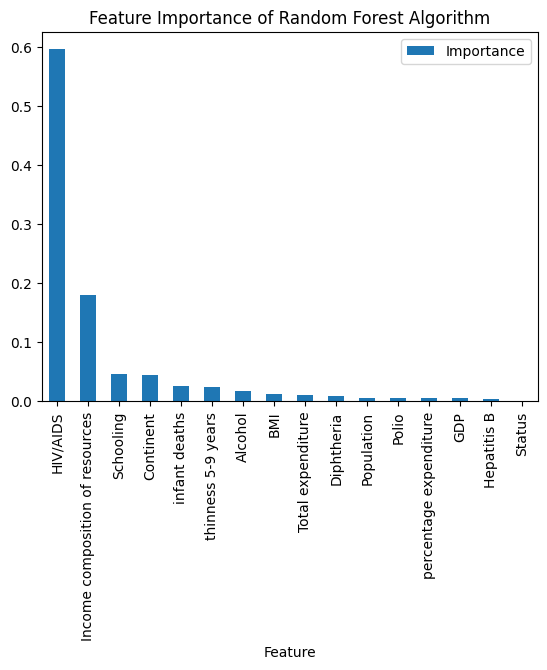 Feature Importance of Random Forest Algorithm
Importance
0.6
0.5
0.4
0.3
0.2
0.1
0.0
HIV/AIDS
Income composition of resources
Schooling
Continent
infant deaths
thinness 5-9 years
Alcohol
BMI
Total expenditure
Diphtheria
Population
Polio
percentage expenditure
GDP
Hepatitis B
Status
Feature